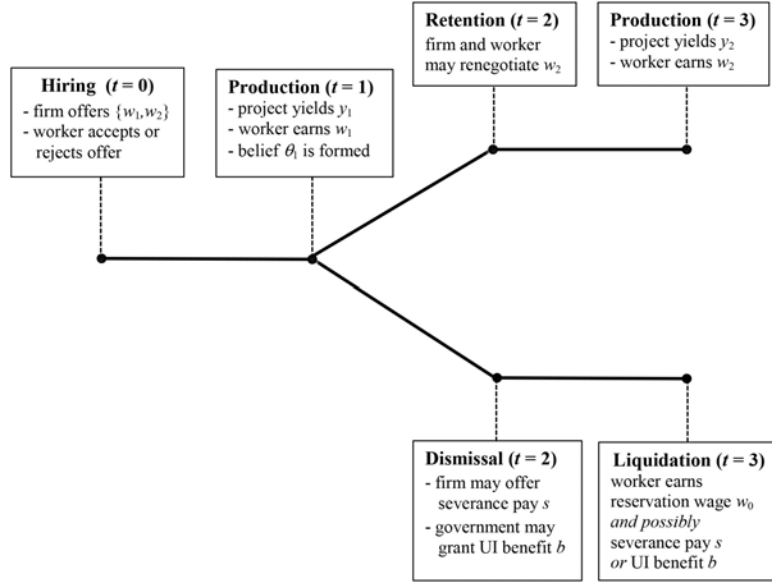 Hiring (t = 0)
- firm offers {w₁,w₂}
- worker accepts or
rejects offer
Production (t = 1)
- project yields y₁
- worker earns w₁
- belief θ₁ is formed
Retention (t = 2)
firm and worker
may renegotiate w₂
Production (t = 3)
- project yields y₂
- worker earns w₂
Dismissal (t = 2)
- firm may offer
severance pay s
- government may
grant UI benefit b
Liquidation (t = 3)
worker earns
reservation wage w₀
and possibly
severance pay s
or UI benefit b